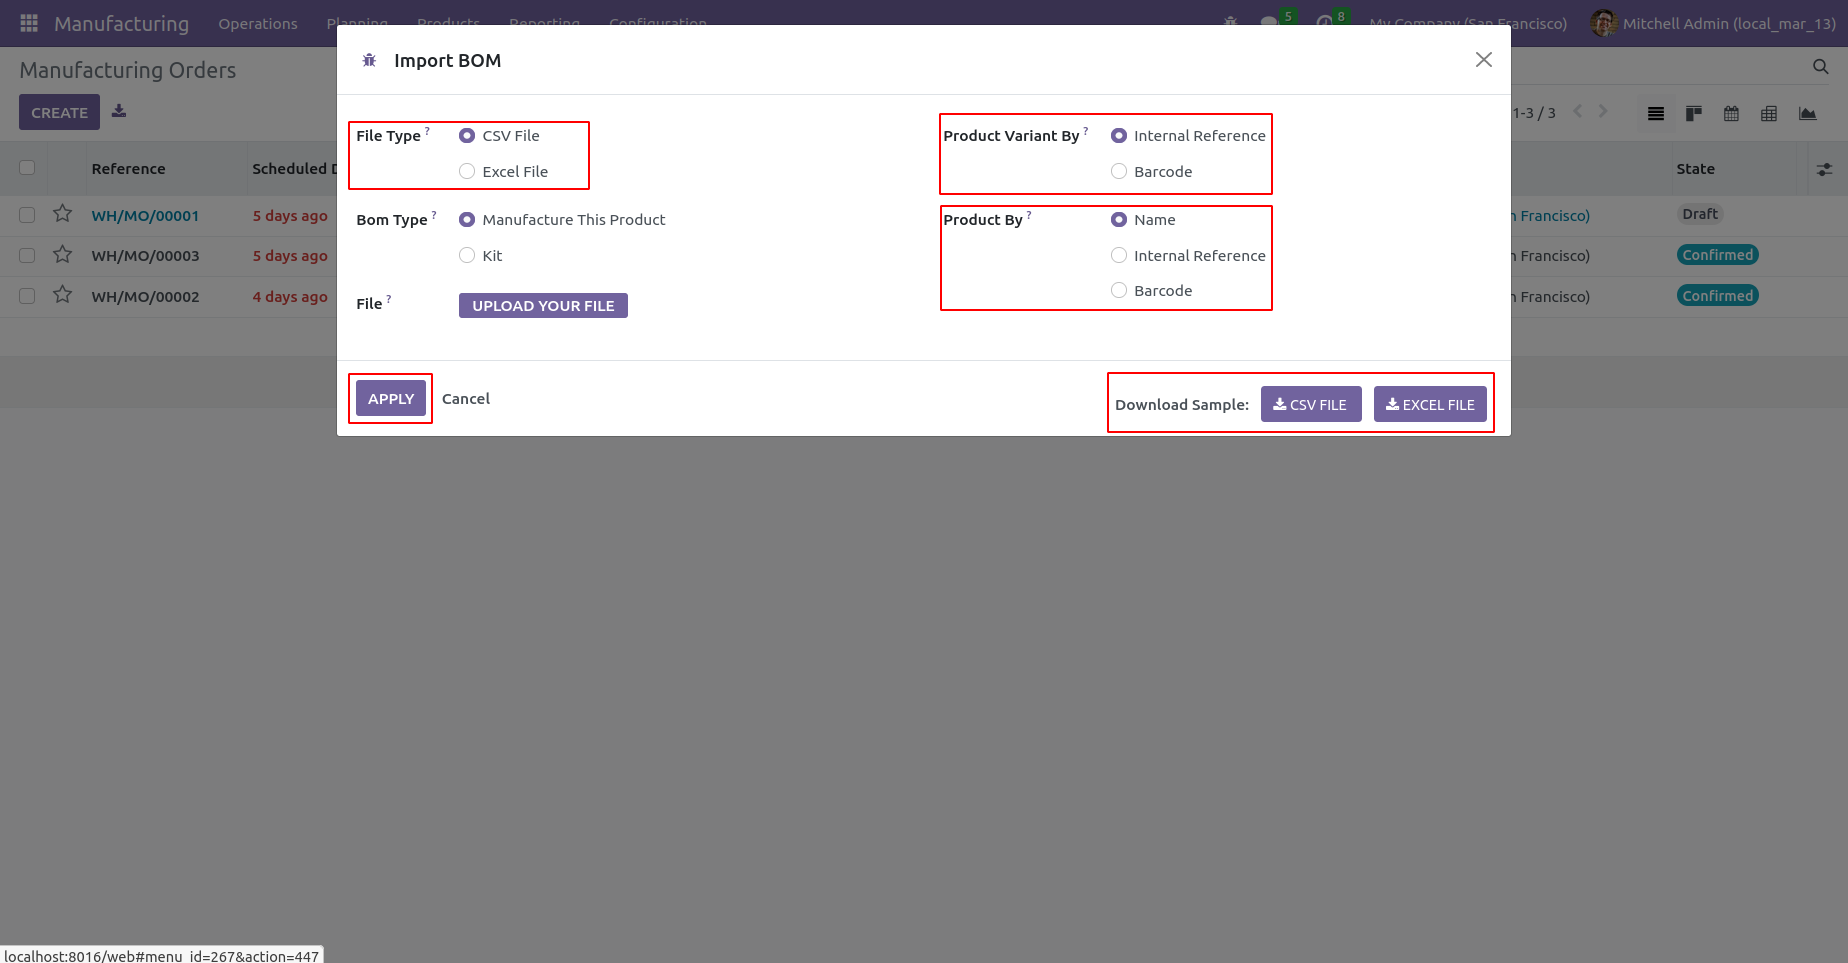 Manufacturing Operations Planning Products Reporting Configuration 5 8 My Company (San Francisco) Mitchell Admin (local_mar_13)
Manufacturing Orders
CREATE
1-3 / 3
Reference Scheduled D State
WH/MO/00001 5 days ago n Francisco) Draft
WH/MO/00003 5 days ago n Francisco) Confirmed
WH/MO/00002 4 days ago n Francisco) Confirmed
Import BOM
File Type ? CSV File
Excel File
Bom Type ? Manufacture This Product
Kit
File ? UPLOAD YOUR FILE
Product Variant By ? Internal Reference
Barcode
Product By ? Name
Internal Reference
Barcode
APPLY Cancel Download Sample: CSV FILE EXCEL FILE
localhost:8016/web#menu_id=267&action=447